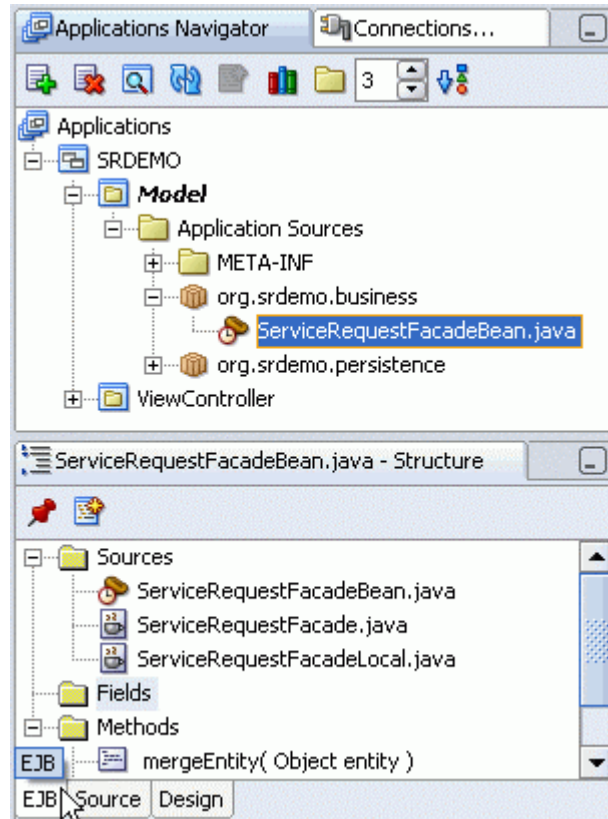 Applications Navigator Connections...
3
Applications
SRDEMO
Model
Application Sources
META-INF
org.srdemo.business
ServiceRequestFacadeBean.java
org.srdemo.persistence
ViewController
ServiceRequestFacadeBean.java - Structure
Sources
ServiceRequestFacadeBean.java
ServiceRequestFacade.java
ServiceRequestFacadeLocal.java
Fields
Methods
EJB mergeEntity( Object entity )
EJB Source Design